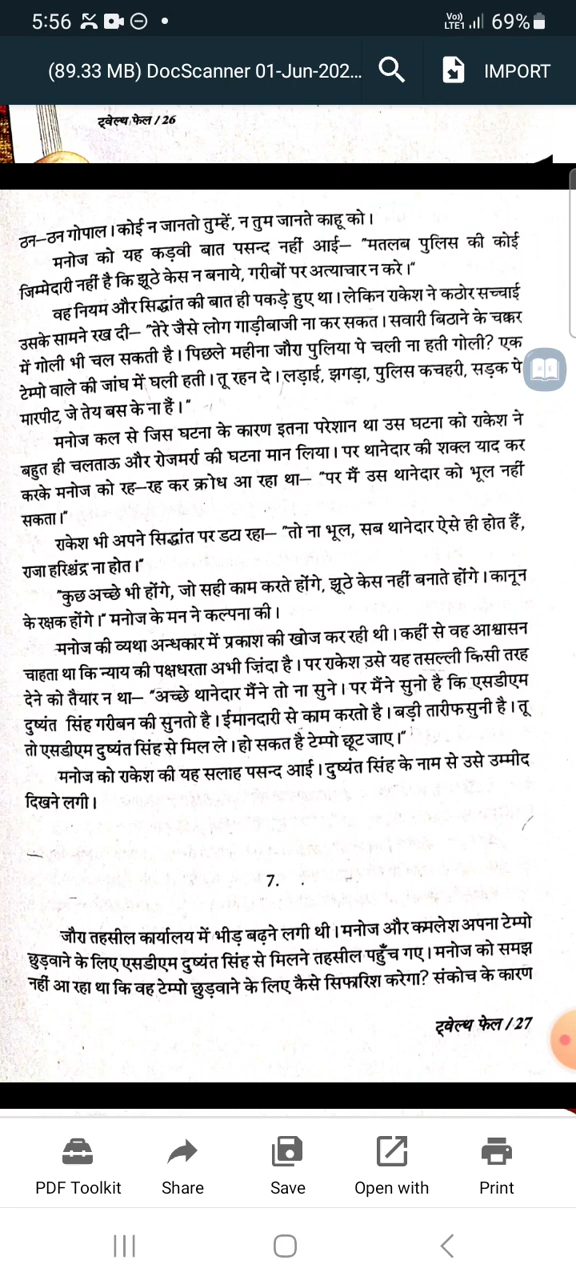 5:56
Vo)) LTE1 69%
(89.33 MB) DocScanner 01-Jun-202...
IMPORT
ट्वेल्थ फेल / 26
ठन–ठन गोपाल। कोई न जानतो तुम्हें, न तुम जानते काहू को।
मनोज को यह कड़वी बात पसन्द नहीं आई– "मतलब पुलिस की कोई
जिम्मेदारी नहीं है कि झूठे केस न बनाये, गरीबों पर अत्याचार न करे।"
वह नियम और सिद्धांत की बात ही पकड़े हुए था। लेकिन राकेश ने कठोर सच्चाई
उसके सामने रख दी– "तेरे जैसे लोग गाड़ीबाजी ना कर सकत। सवारी बिठाने के चक्कर
में गोली भी चल सकती है। पिछले महीना जौरा पुलिया पे चली ना हती गोली? एक
टेम्पो वाले की जांघ में घली हती। तू रहन दे। लड़ाई, झगड़ा, पुलिस कचहरी, सड़क पे
मारपीट, जे तेय बस के ना हैं।"
मनोज कल से जिस घटना के कारण इतना परेशान था उस घटना को राकेश ने
बहुत ही चलताऊ और रोजमर्रा की घटना मान लिया। पर थानेदार की शक्ल याद कर
करके मनोज को रह–रह कर क्रोध आ रहा था– "पर मैं उस थानेदार को भूल नहीं
सकता।"
राकेश भी अपने सिद्धांत पर डटा रहा– "तो ना भूल, सब थानेदार ऐसे ही होत हैं,
राजा हरिश्चंद्र ना होत।"
"कुछ अच्छे भी होंगे, जो सही काम करते होंगे, झूठे केस नहीं बनाते होंगे। कानून
के रक्षक होंगे।" मनोज के मन ने कल्पना की।
मनोज की व्यथा अन्धकार में प्रकाश की खोज कर रही थी। कहीं से वह आश्वासन
चाहता था कि न्याय की पक्षधरता अभी जिंदा है। पर राकेश उसे यह तसल्ली किसी तरह
देने को तैयार न था– "अच्छे थानेदार मैंने तो ना सुने। पर मैंने सुनो है कि एसडीएम
दुष्यंत सिंह गरीबन की सुनतो है। ईमानदारी से काम करतो है। बड़ी तारीफ सुनी है। तू
तो एसडीएम दुष्यंत सिंह से मिल ले। हो सकत है टेम्पो छूट जाए।"
मनोज को राकेश की यह सलाह पसन्द आई। दुष्यंत सिंह के नाम से उसे उम्मीद
दिखने लगी।
7.
जौरा तहसील कार्यालय में भीड़ बढ़ने लगी थी। मनोज और कमलेश अपना टेम्पो
छुड़वाने के लिए एसडीएम दुष्यंत सिंह से मिलने तहसील पहुँच गए। मनोज को समझ
नहीं आ रहा था कि वह टेम्पो छुड़वाने के लिए कैसे सिफारिश करेगा? संकोच के कारण
ट्वेल्थ फेल / 27
PDF Toolkit
Share
Save
Open with
Print